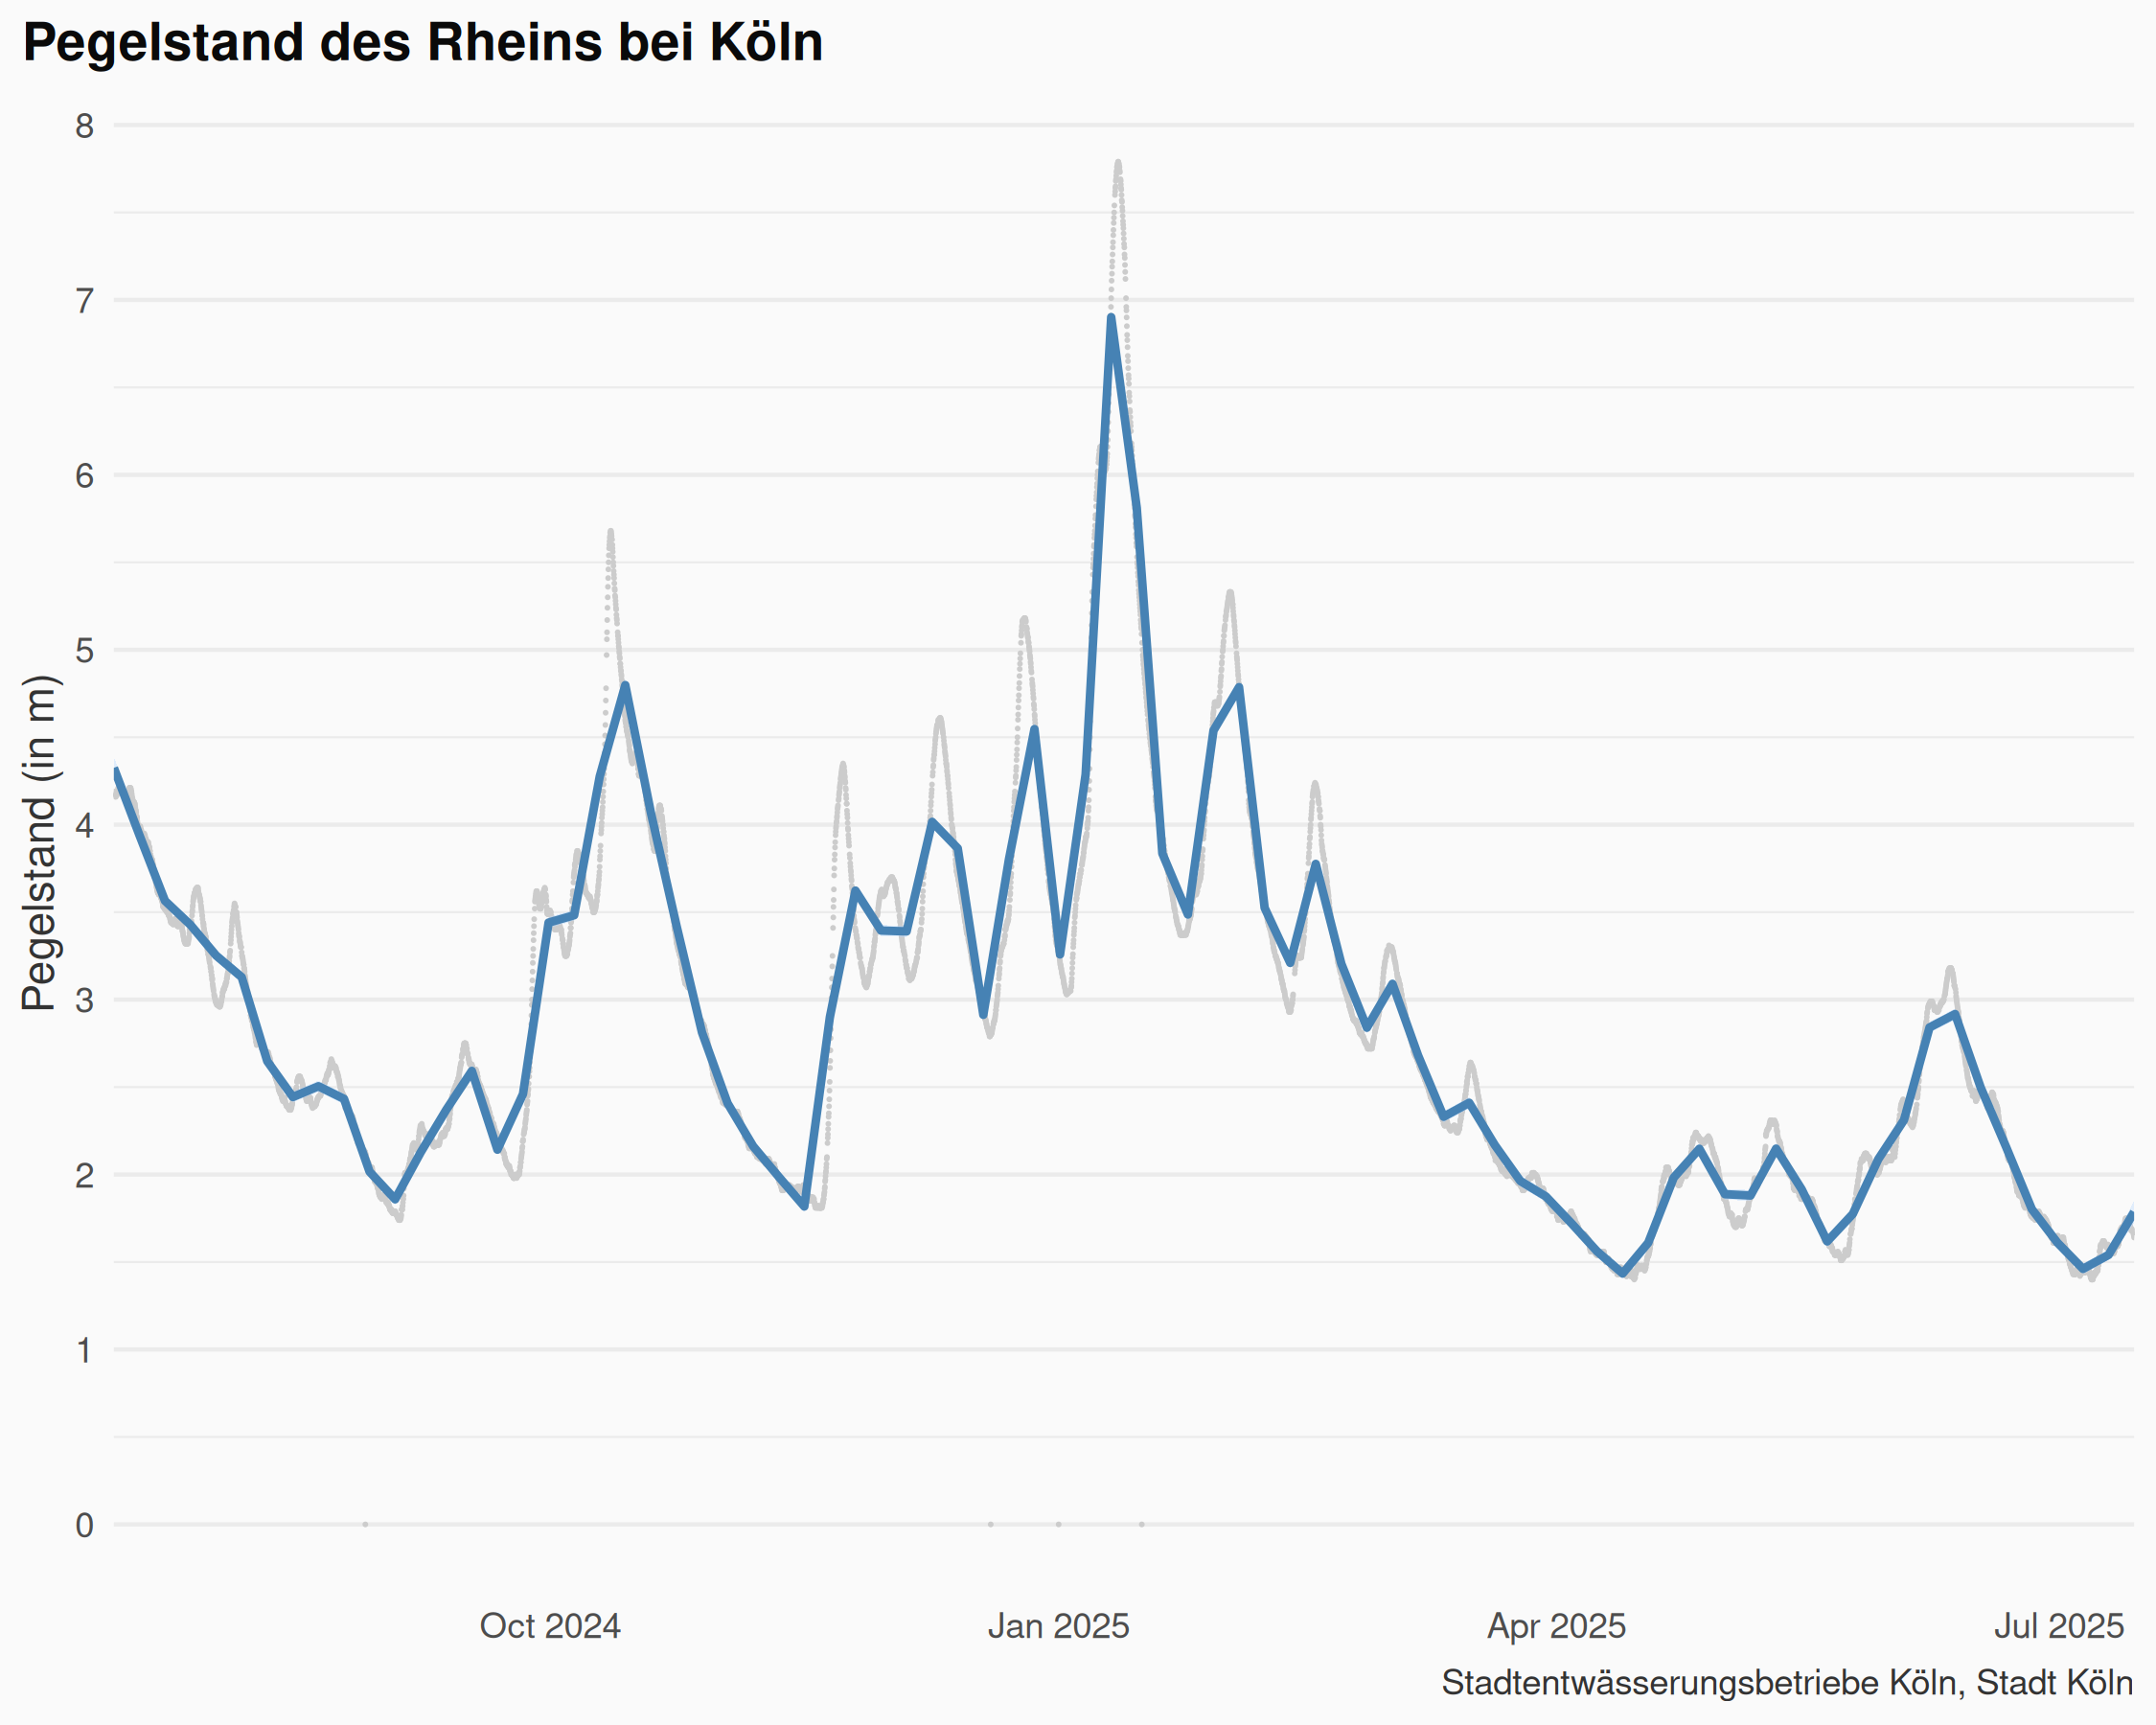 Pegelstand des Rheins bei Köln
8
7
6
5
4
3
2
1
0
Pegelstand (in m)
Oct 2024
Jan 2025
Apr 2025
Jul 2025
Stadtentwässerungsbetriebe Köln, Stadt Köln